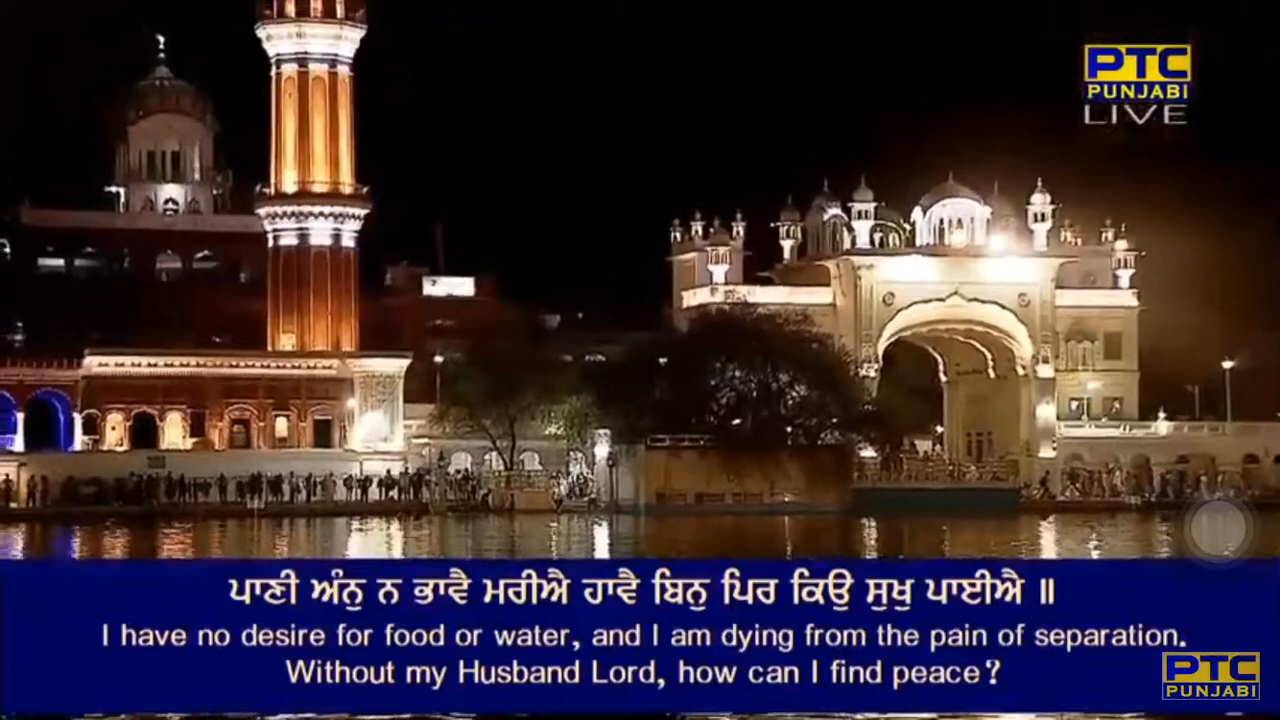 PTC
PUNJABI
LIVE
ਪਾਣੀ ਅੰਨੁ ਨ ਭਾਵੈ ਮਰੀਐ ਹਾਵੈ ਬਿਨੁ ਪਿਰ ਕਿਉ ਸੁਖੁ ਪਾਈਐ ॥
I have no desire for food or water, and I am dying from the pain of separation.
Without my Husband Lord, how can I find peace?
PTC
PUNJABI